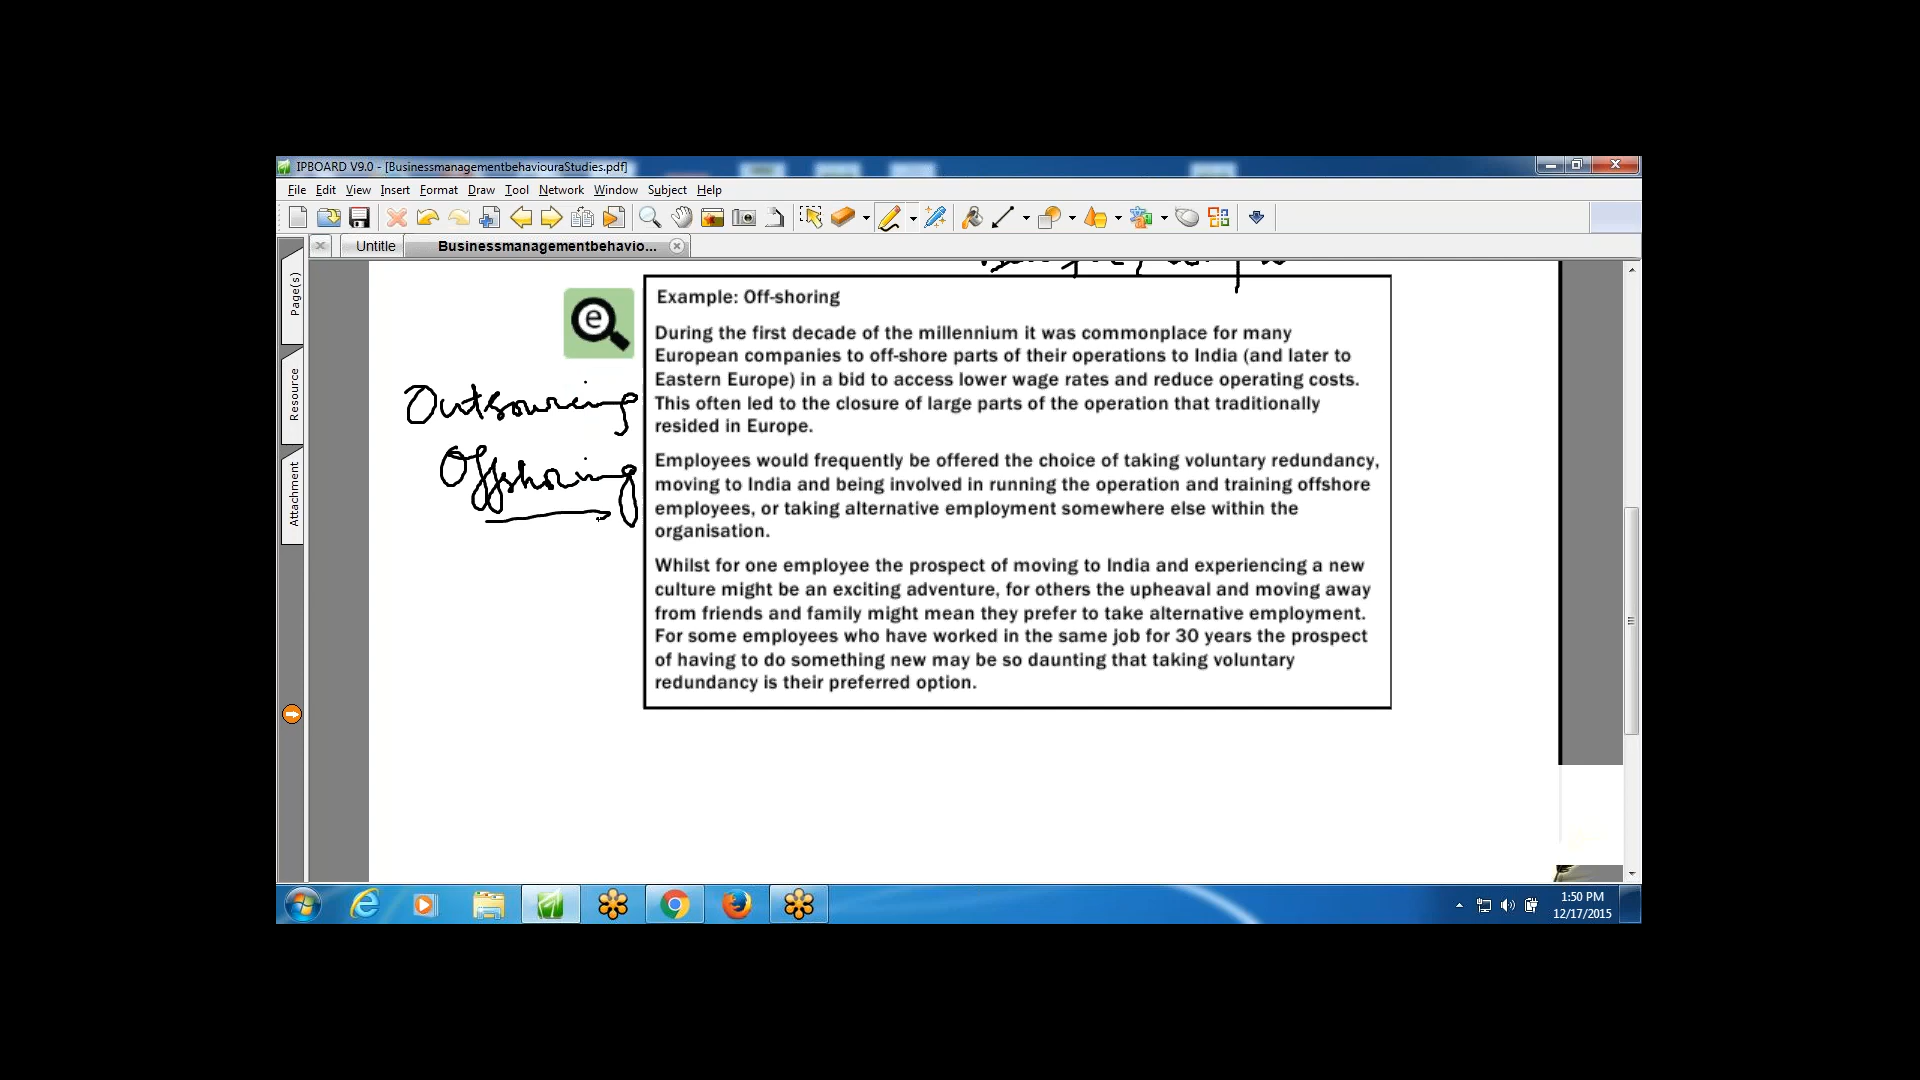 IPBOARD V9.0 - [BusinessmanagementbehaviouraStudies.pdf]
File Edit View Insert Format Draw Tool Network Window Subject Help
Untitle Businessmanagementbehavio...
Page(s)
Resource
Attachment
Example: Off-shoring
During the first decade of the millennium it was commonplace for many
European companies to off-shore parts of their operations to India (and later to
Eastern Europe) in a bid to access lower wage rates and reduce operating costs.
This often led to the closure of large parts of the operation that traditionally
resided in Europe.
Employees would frequently be offered the choice of taking voluntary redundancy,
moving to India and being involved in running the operation and training offshore
employees, or taking alternative employment somewhere else within the
organisation.
Whilst for one employee the prospect of moving to India and experiencing a new
culture might be an exciting adventure, for others the upheaval and moving away
from friends and family might mean they prefer to take alternative employment.
For some employees who have worked in the same job for 30 years the prospect
of having to do something new may be so daunting that taking voluntary
redundancy is their preferred option.
e
Outsourcing
Offshoring
1:50 PM
12/17/2015